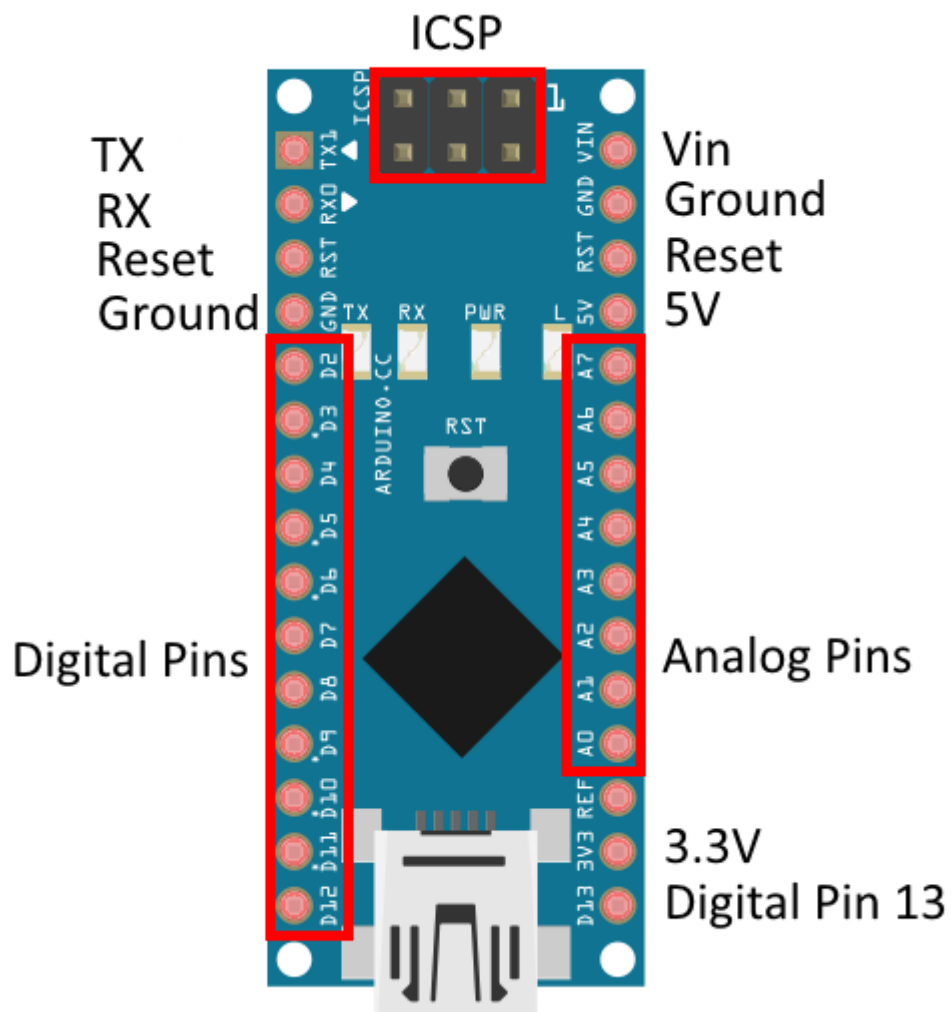 ICSP
ICSP
1
TX
TX1
VIN
Vin
RX
RX0
GND
Ground
Reset
RST
RST
Reset
Ground
GND
5V
5V
TX
RX
PWR
L
D2
A7
D3
A6
ARDUINO.CC
RST
D4
A5
D5
A4
D6
A3
D7
A2
Digital Pins
Analog Pins
D8
A1
D9
A0
D10
REF
D11
3V3
3.3V
D12
D13
Digital Pin 13